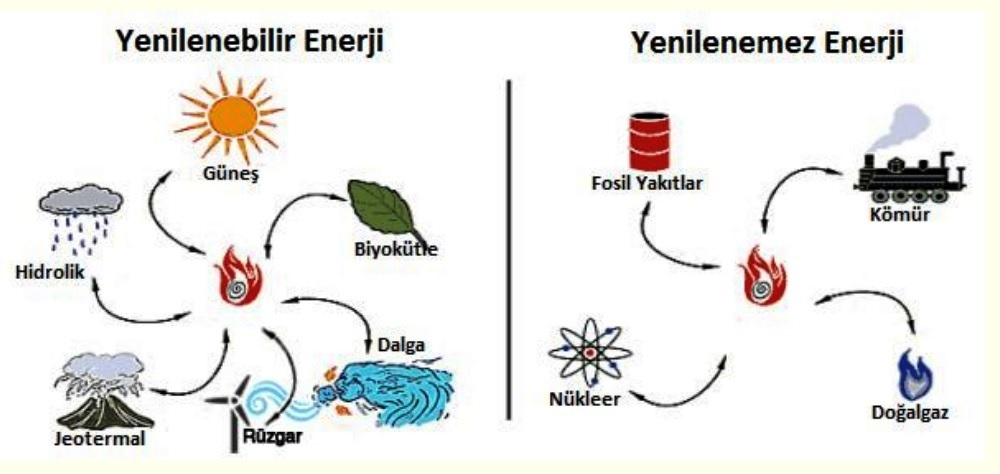 Yenilenebilir Enerji
Güneş
Biyokütle
Hidrolik
Dalga
Jeotermal
Rüzgar
Yenilenemez Enerji
Fosil Yakıtlar
Kömür
Nükleer
Doğalgaz